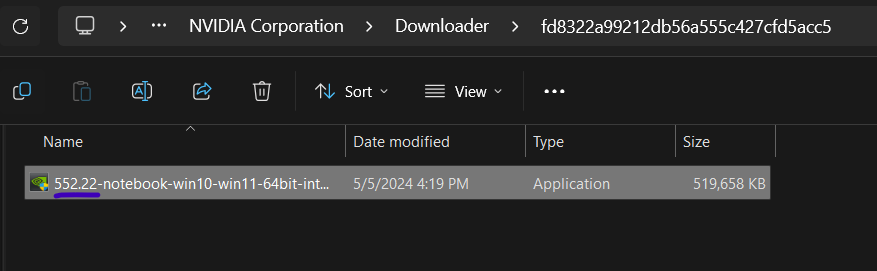 NVIDIA Corporation Downloader fd8322a99212db56a555c427cfd5acc5
Sort View
Name Date modified Type Size
552.22-notebook-win10-win11-64bit-int... 5/5/2024 4:19 PM Application 519,658 KB